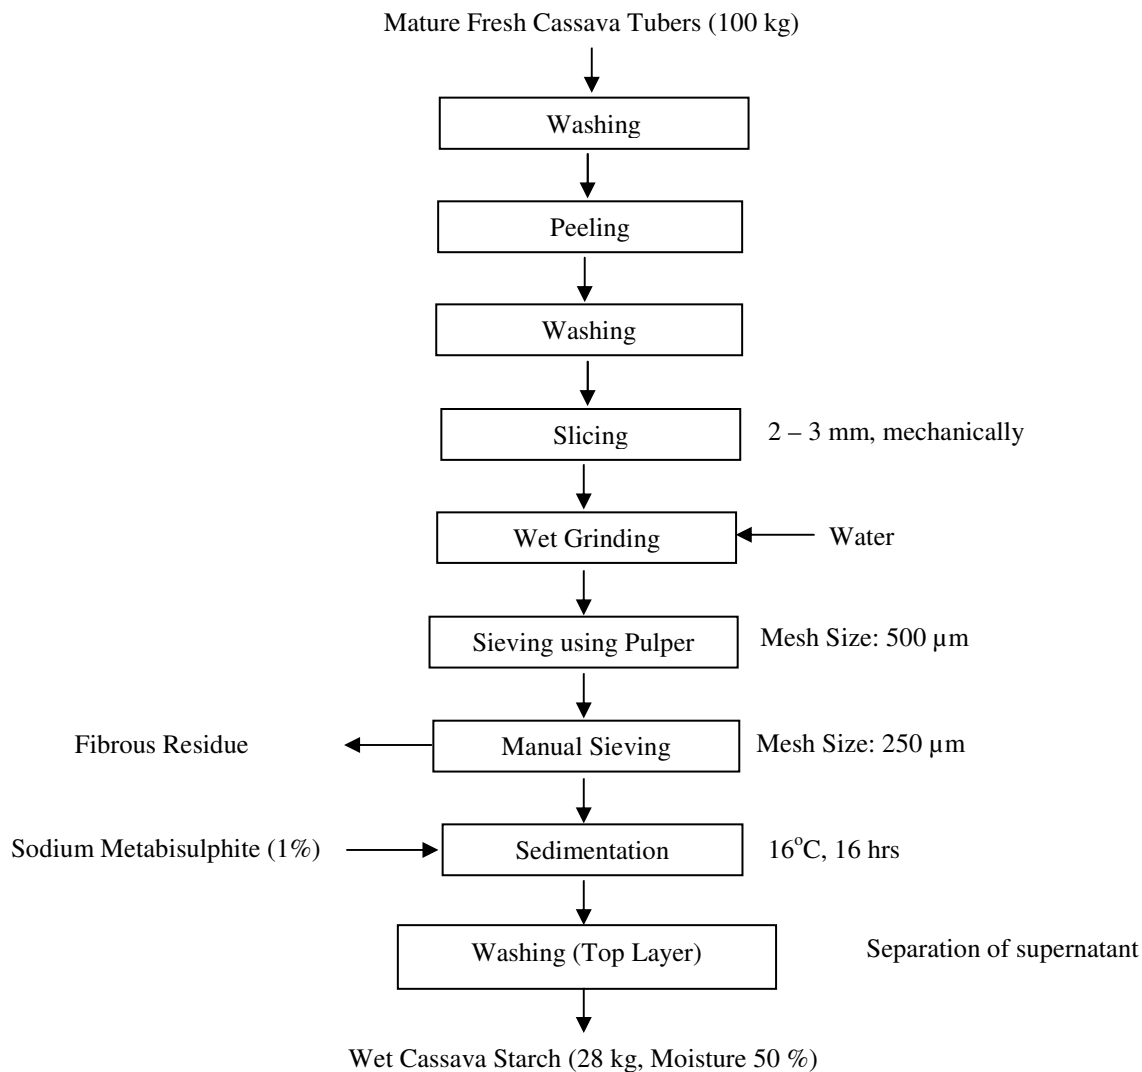 Mature Fresh Cassava Tubers (100 kg)
Washing
Peeling
Washing
Slicing
2 – 3 mm, mechanically
Wet Grinding
Water
Sieving using Pulper
Mesh Size: 500 µm
Fibrous Residue
Manual Sieving
Mesh Size: 250 µm
Sodium Metabisulphite (1%)
Sedimentation
16°C, 16 hrs
Washing (Top Layer)
Separation of supernatant
Wet Cassava Starch (28 kg, Moisture 50 %)